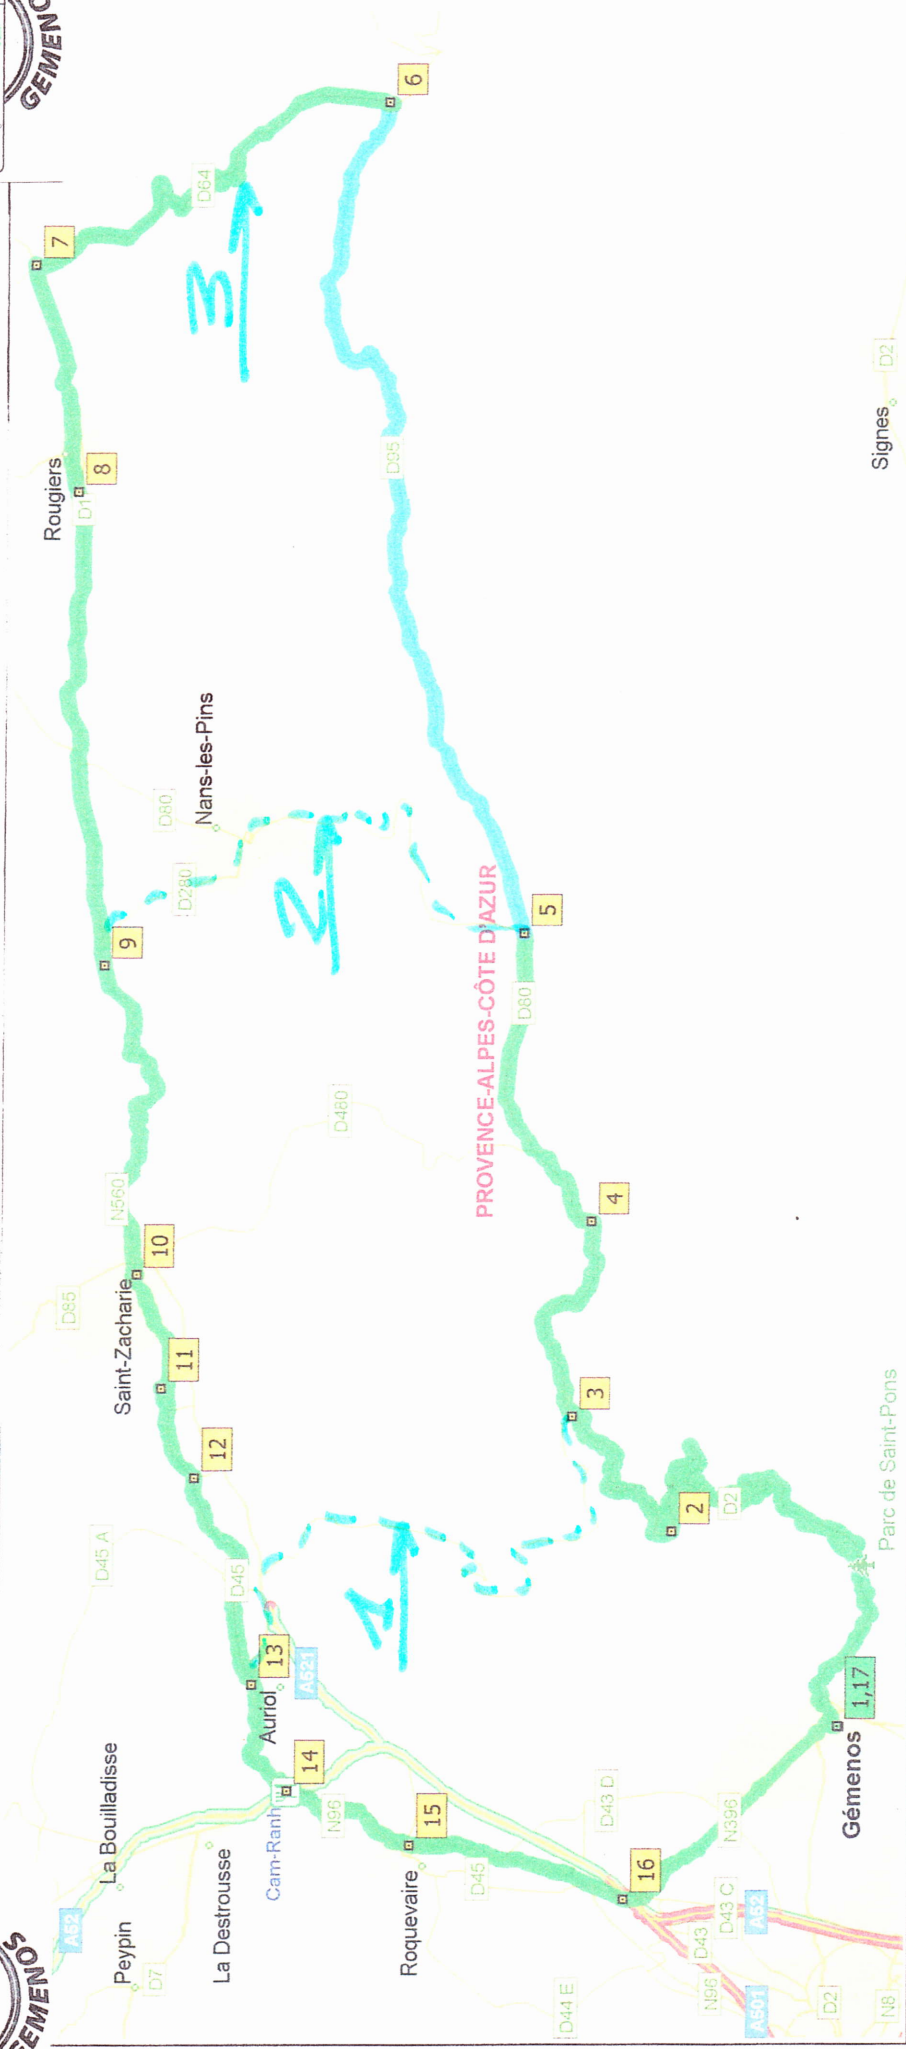 GEMENOS
GEMENO
7
6
D64
3
Rougiers
8
D1
D95
D2
Signes
Nans-les-Pins
D80
D280
2
9
5
PROVENCE-ALPES-CÔTE D'AZUR
D80
D480
N560
D85
Saint-Zacharie
10
4
11
12
3
D45 A
2
D2
1
Parc de Saint-Pons
D45
13
Auriol
A521
1,17
Gémenos
La Bouilladisse
14
Cam-Ranh
N96
15
D43 D
N396
La Destrousse
Roquevaire
D45
16
A52
Peypin
D7
D43 C
A52
D43
D44 E
N96
A501
D2
N8